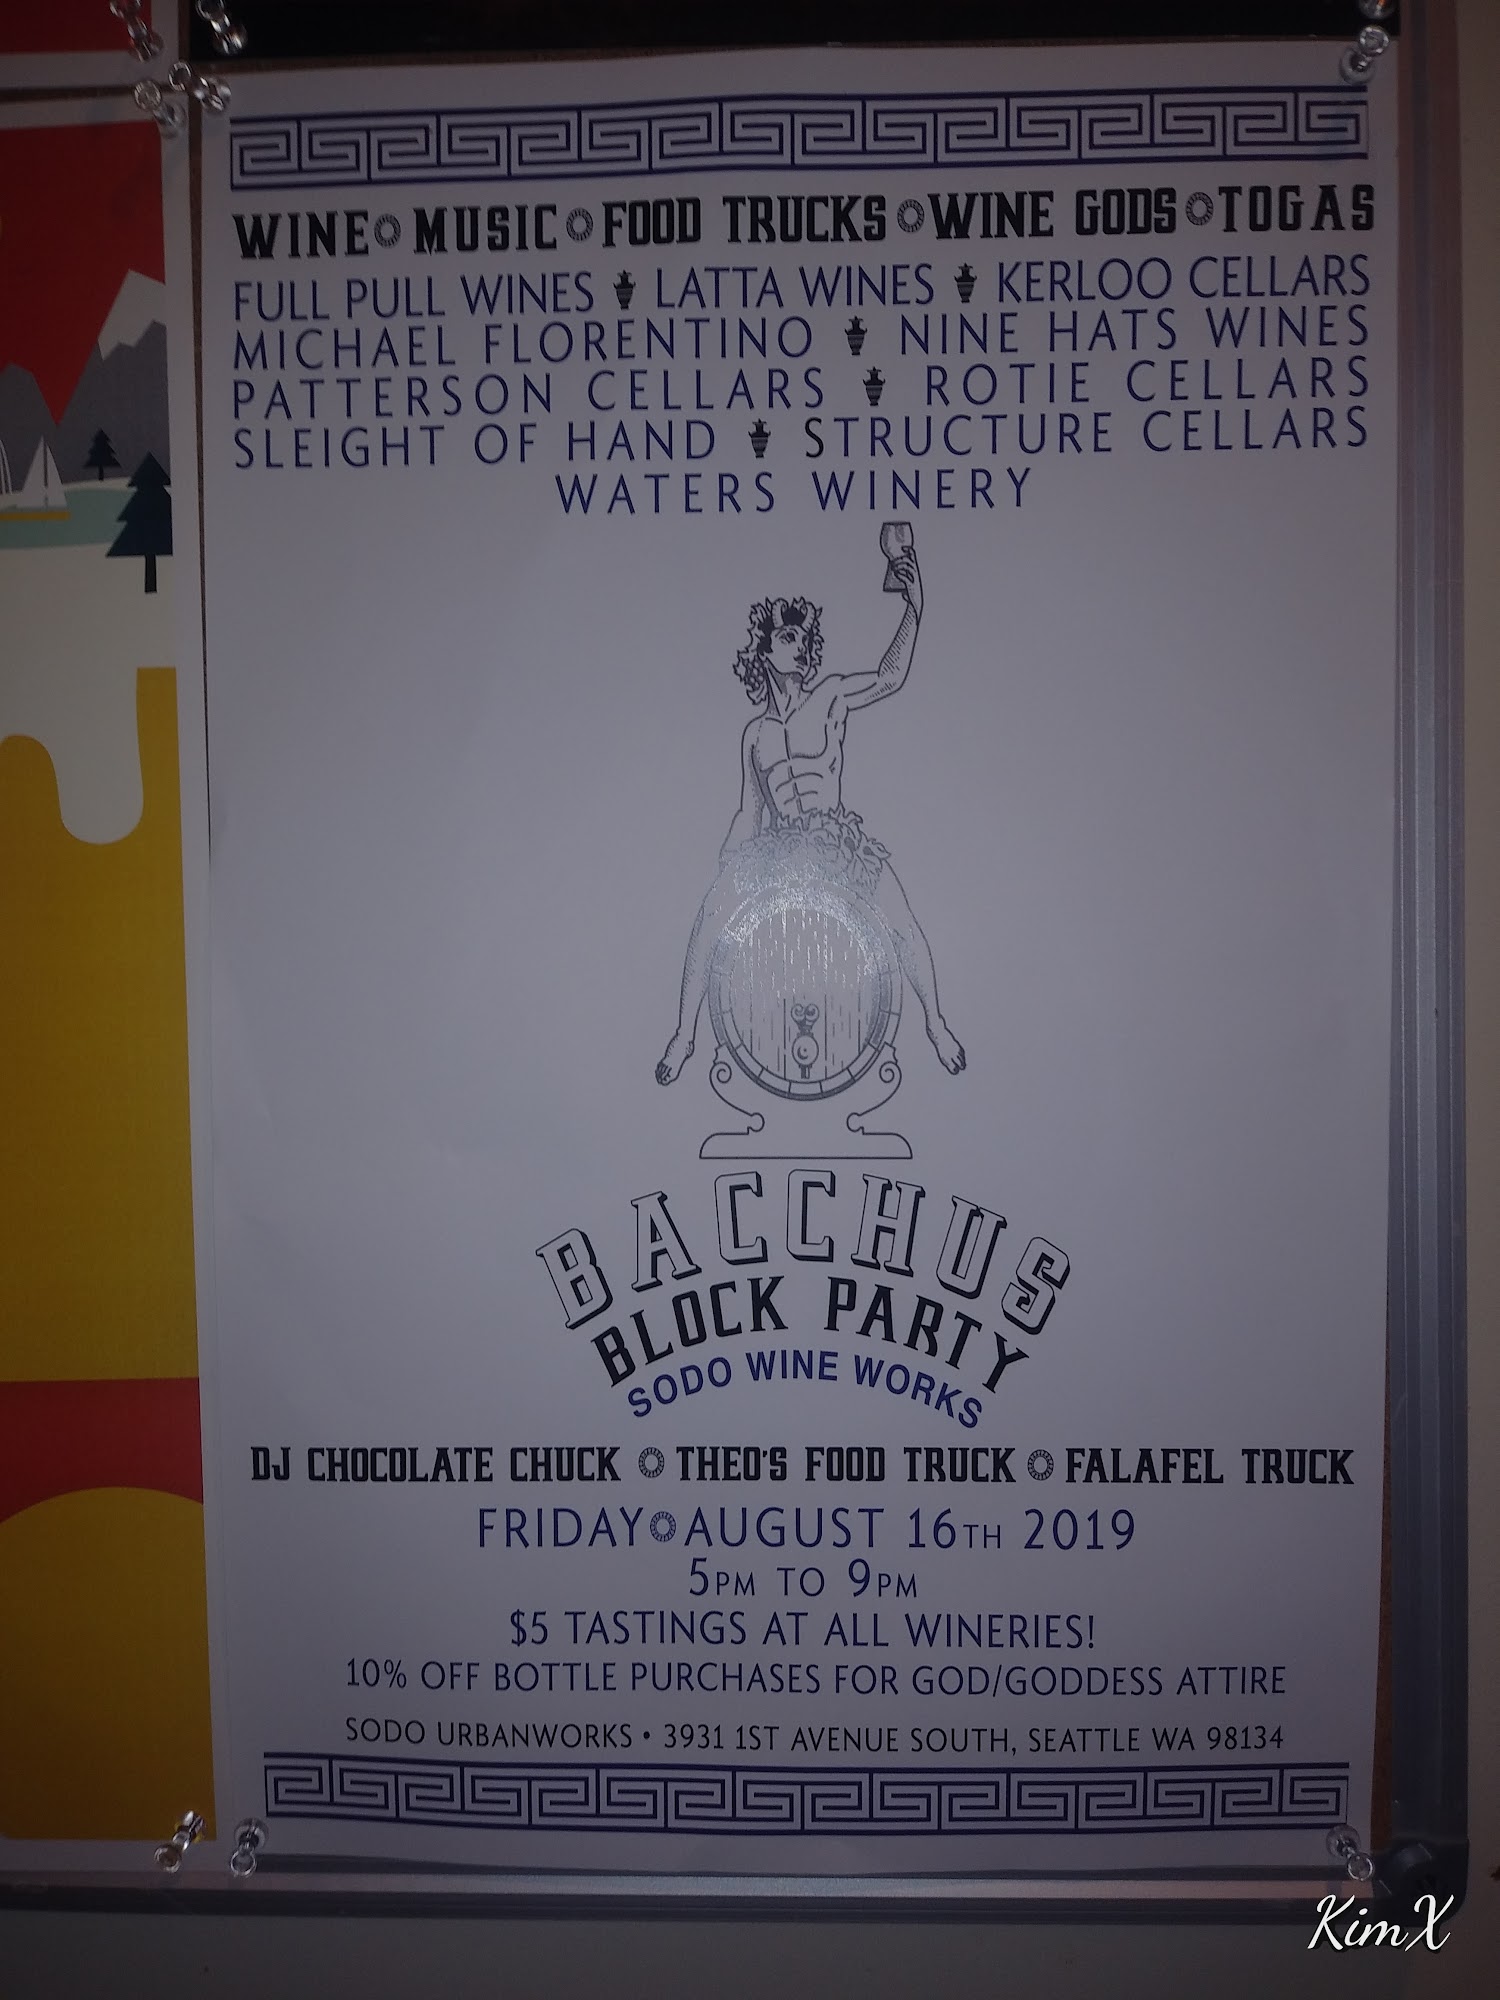 WINE MUSIC FOOD TRUCKS WINE GODS TOGAS
FULL PULL WINES LATTA WINES KERLOO CELLARS
MICHAEL FLORENTINO NINE HATS WINES
PATTERSON CELLARS ROTIE CELLARS
SLEIGHT OF HAND STRUCTURE CELLARS
WATERS WINERY
BACCHUS
BLOCK PARTY
SODO WINE WORKS
DJ CHOCOLATE CHUCK THEO'S FOOD TRUCK FALAFEL TRUCK
FRIDAY AUGUST 16TH 2019
5PM TO 9PM
$5 TASTINGS AT ALL WINERIES!
10% OFF BOTTLE PURCHASES FOR GOD/GODDESS ATTIRE
SODO URBANWORKS • 3931 1ST AVENUE SOUTH, SEATTLE WA 98134
KimX